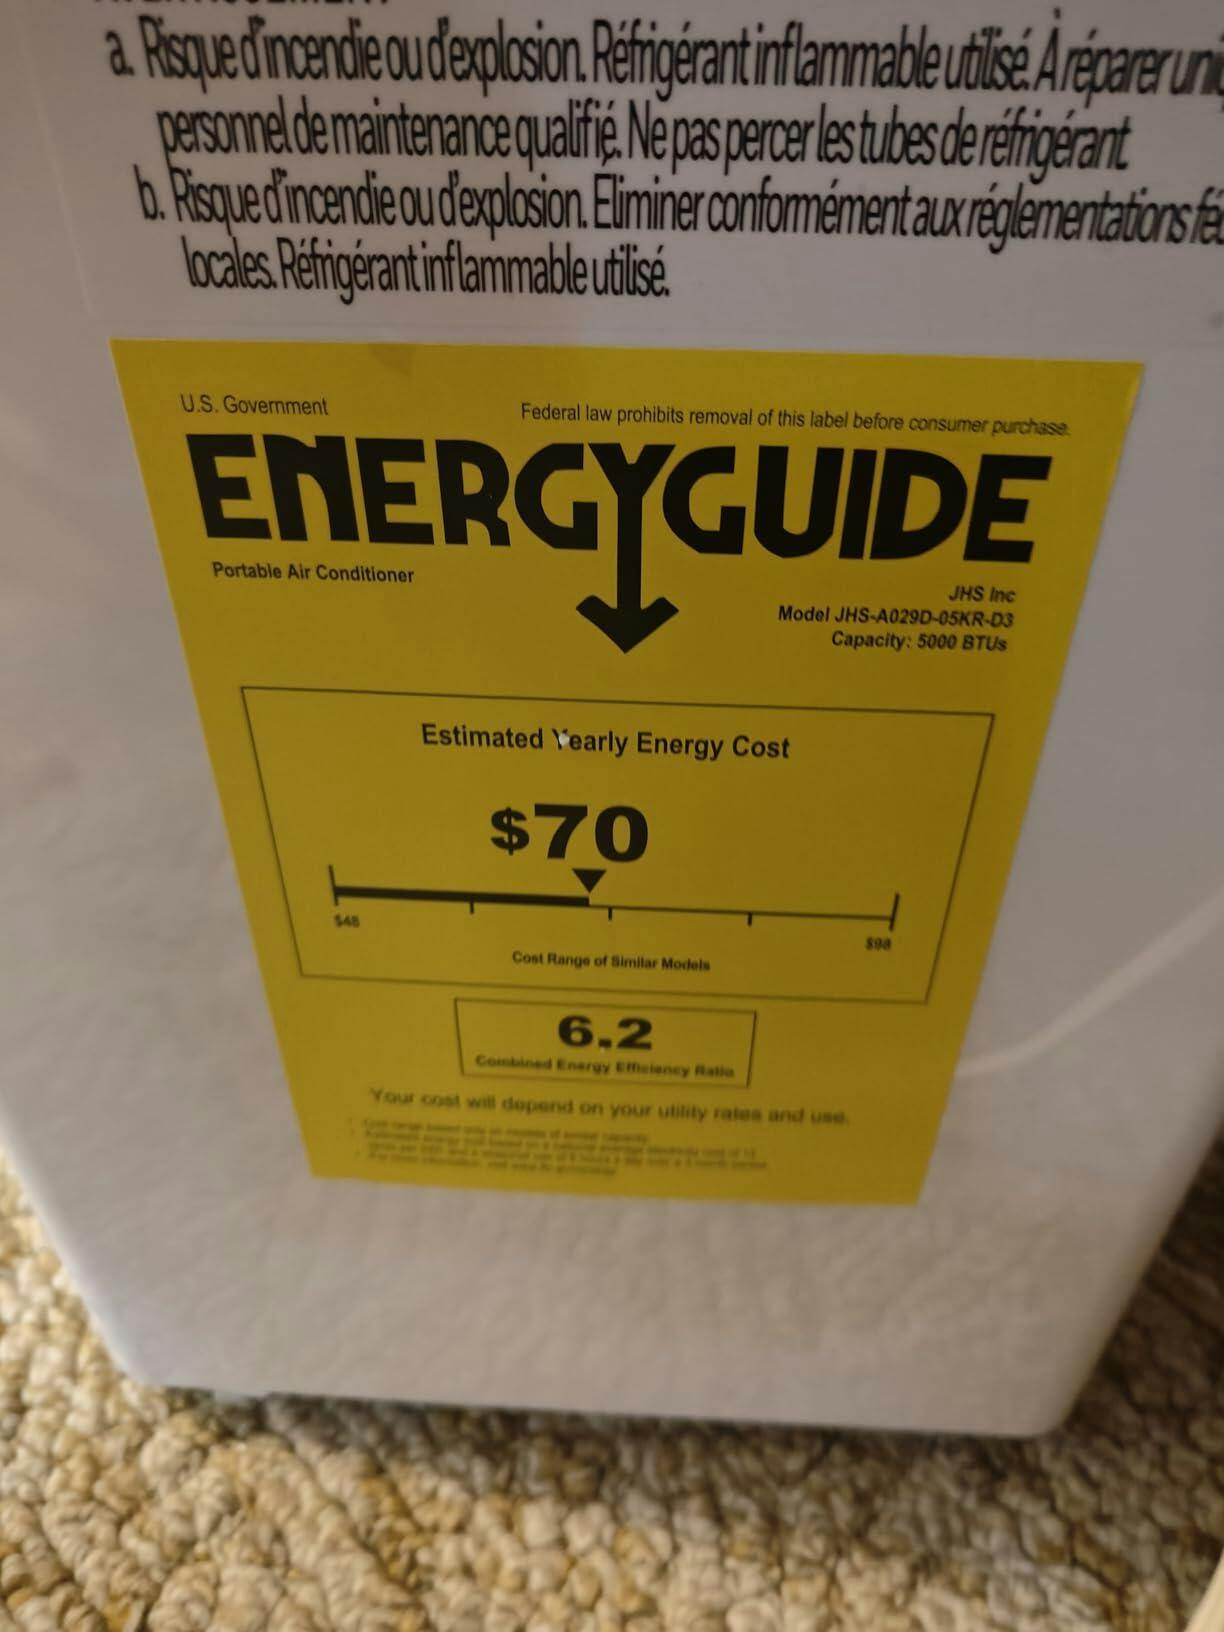 a. Risque d'incendie ou d'explosion. Réfrigérant inflammable utilisé. À réparer
personnel de maintenance qualifié. Ne pas percer les tubes de réfrigérant.
b. Risque d'incendie ou d'explosion. Éliminer conformément aux réglementations
locales. Réfrigérant inflammable utilisé.
U.S. Government
Federal law prohibits removal of this label before consumer purchase.
ENERGYGUIDE
Portable Air Conditioner
JHS Inc
Model JHS-A029D-05KR-D3
Capacity: 5000 BTUs
Estimated Yearly Energy Cost
$70
$98
Cost Range of Similar Models
6.2
Combined Energy Efficiency Ratio
Your cost will depend on your utility rates and use.